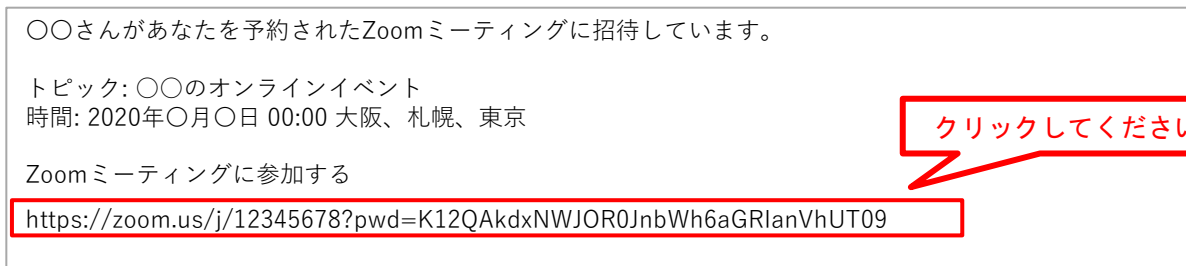 〇〇さんがあなたを予約されたZoomミーティングに招待しています。
トピック: 〇〇のオンラインイベント
時間: 2020年〇月〇日 00:00 大阪、札幌、東京
クリックしてください
Zoomミーティングに参加する
https://zoom.us/j/12345678?pwd=K12QAkdxNWJOR0JnbWh6aGRIanVhUT09